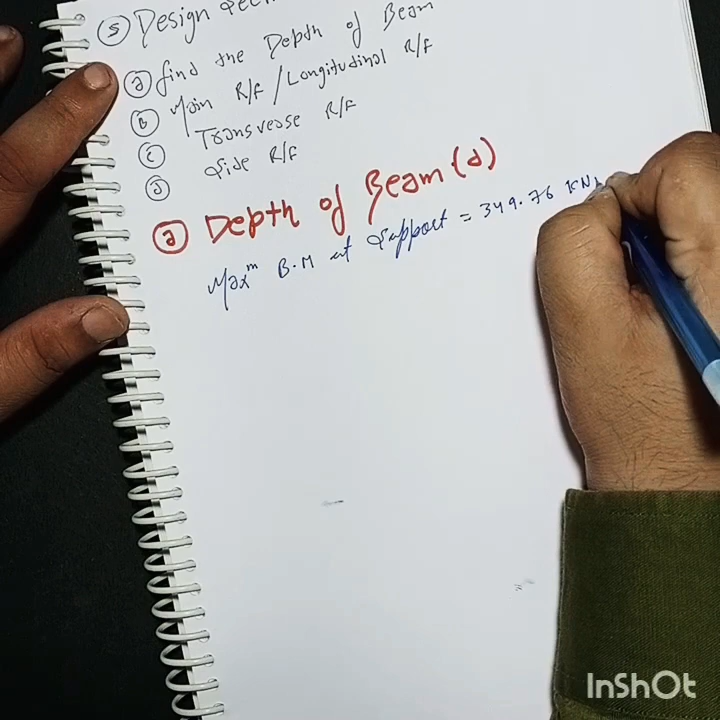 ⑤ Design
ⓐ find the Depth of Beam
ⓑ Main R/F / Longitudinal R/F
ⓒ Transverse R/F
ⓓ Side R/F
ⓐ Depth of Beam (d)
Maxᵐ B.M at Support = 349.76 KN
InShOt